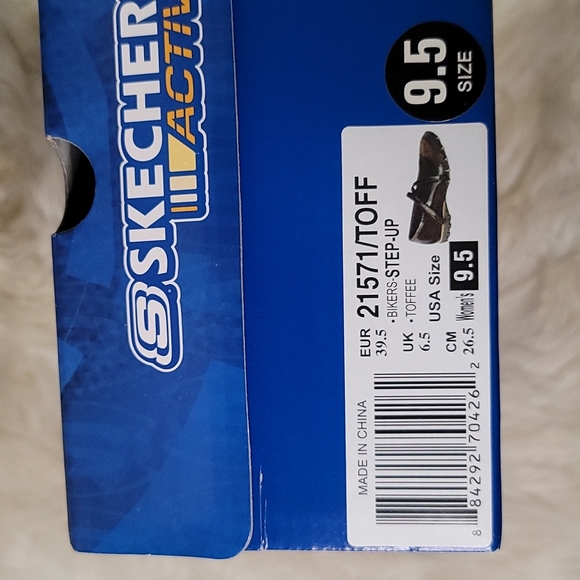 SKECHERS
ACTIVE
9.5
SIZE
21571/TOFF
• BIKERS-STEP-UP
• TOFFEE
EUR
39.5
UK
6.5
USA Size
Women's 9.5
CM
26.5
MADE IN CHINA
8 84292 70426 2